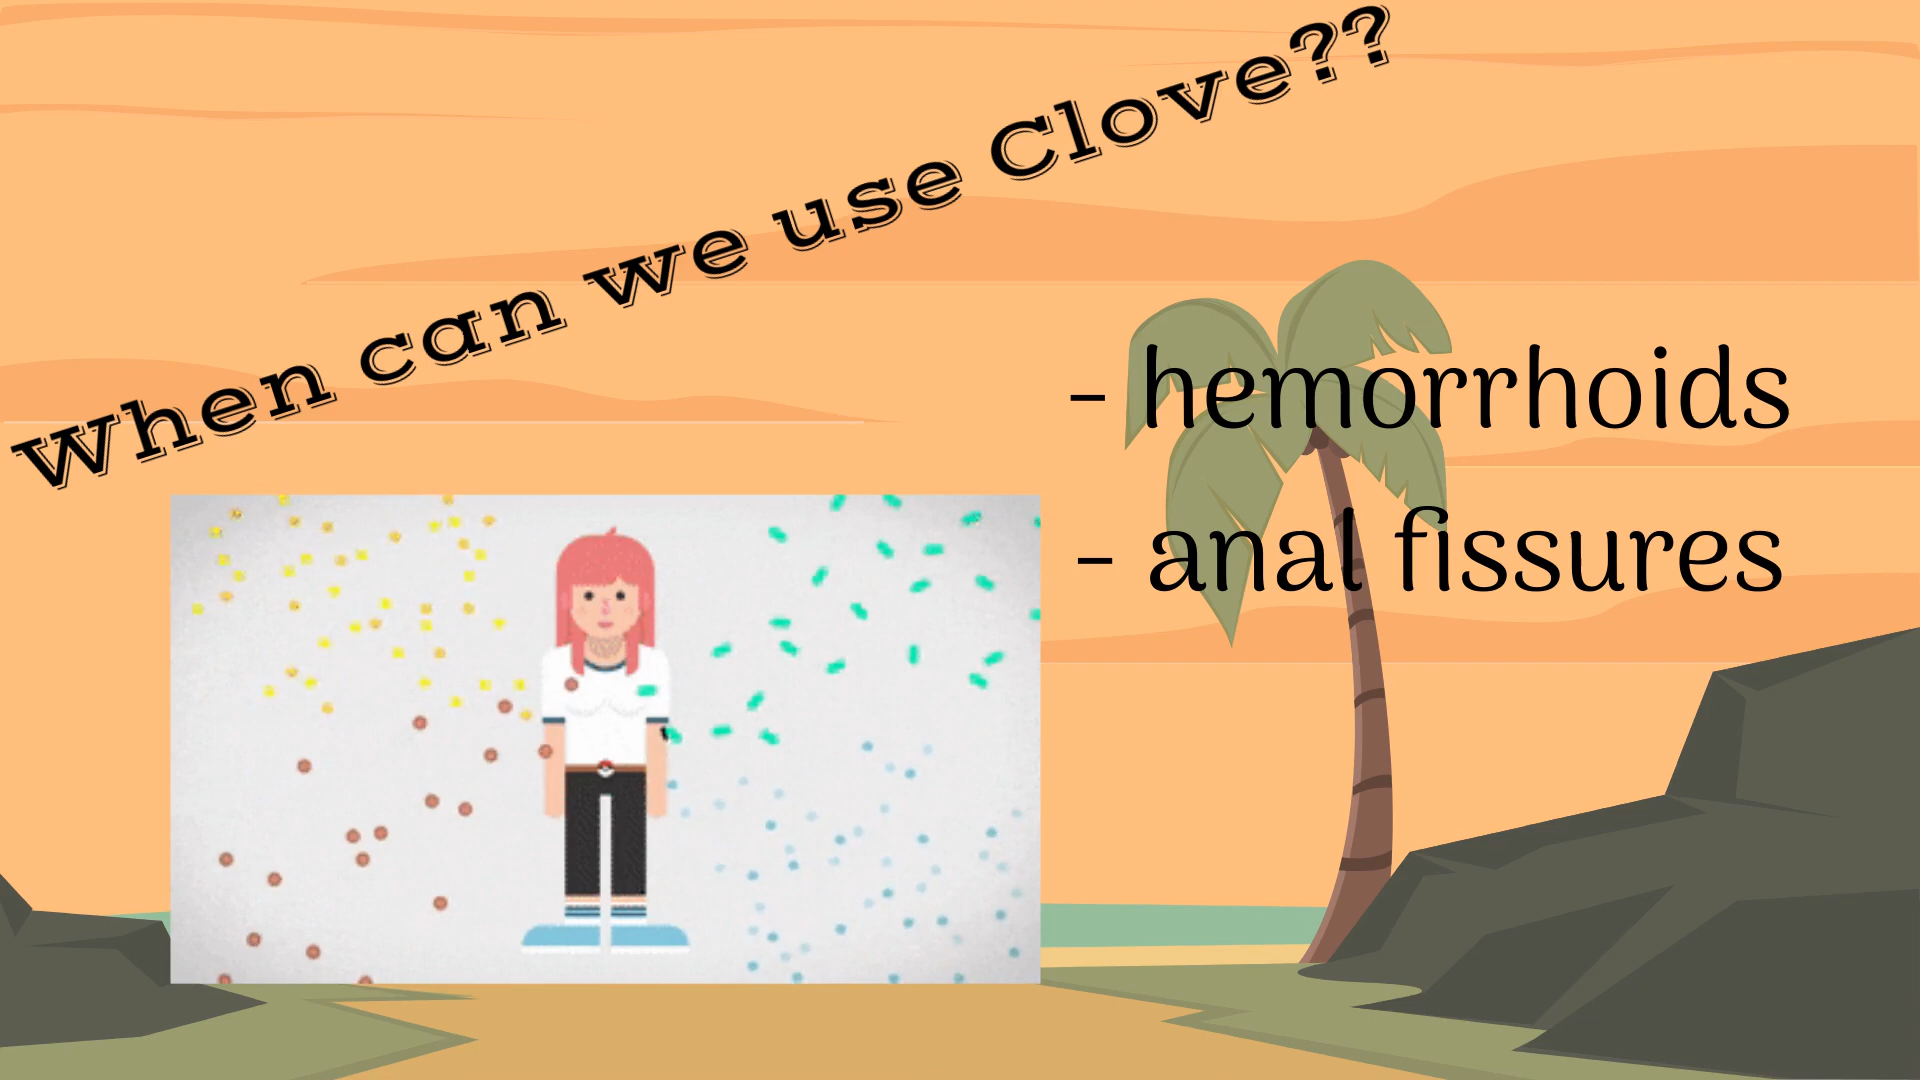 When can we use Clove??
- hemorrhoids
- anal fissures